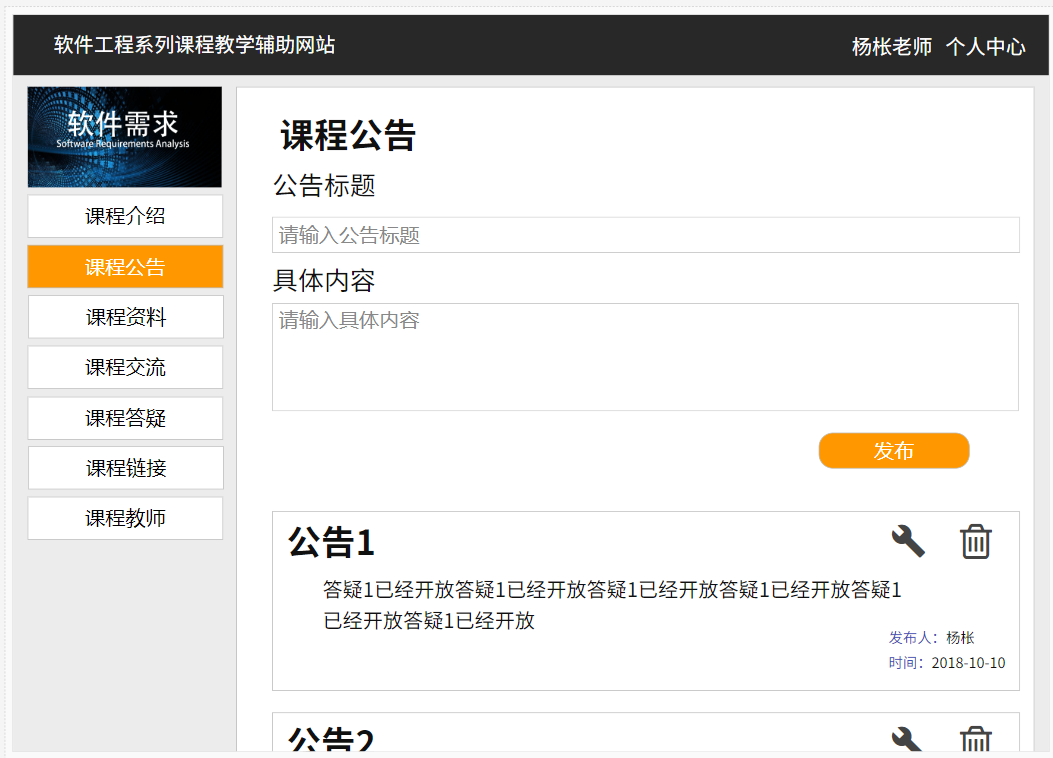 软件工程系列课程教学辅助网站
杨枨老师 个人中心
软件需求
Software Requirements Analysis
课程介绍
课程公告
课程资料
课程交流
课程答疑
课程链接
课程教师
课程公告
公告标题
请输入公告标题
具体内容
请输入具体内容
发布
公告1
答疑1已经开放答疑1已经开放答疑1已经开放答疑1已经开放答疑1
已经开放答疑1已经开放
发布人：杨枨
时间：2018-10-10
公告2